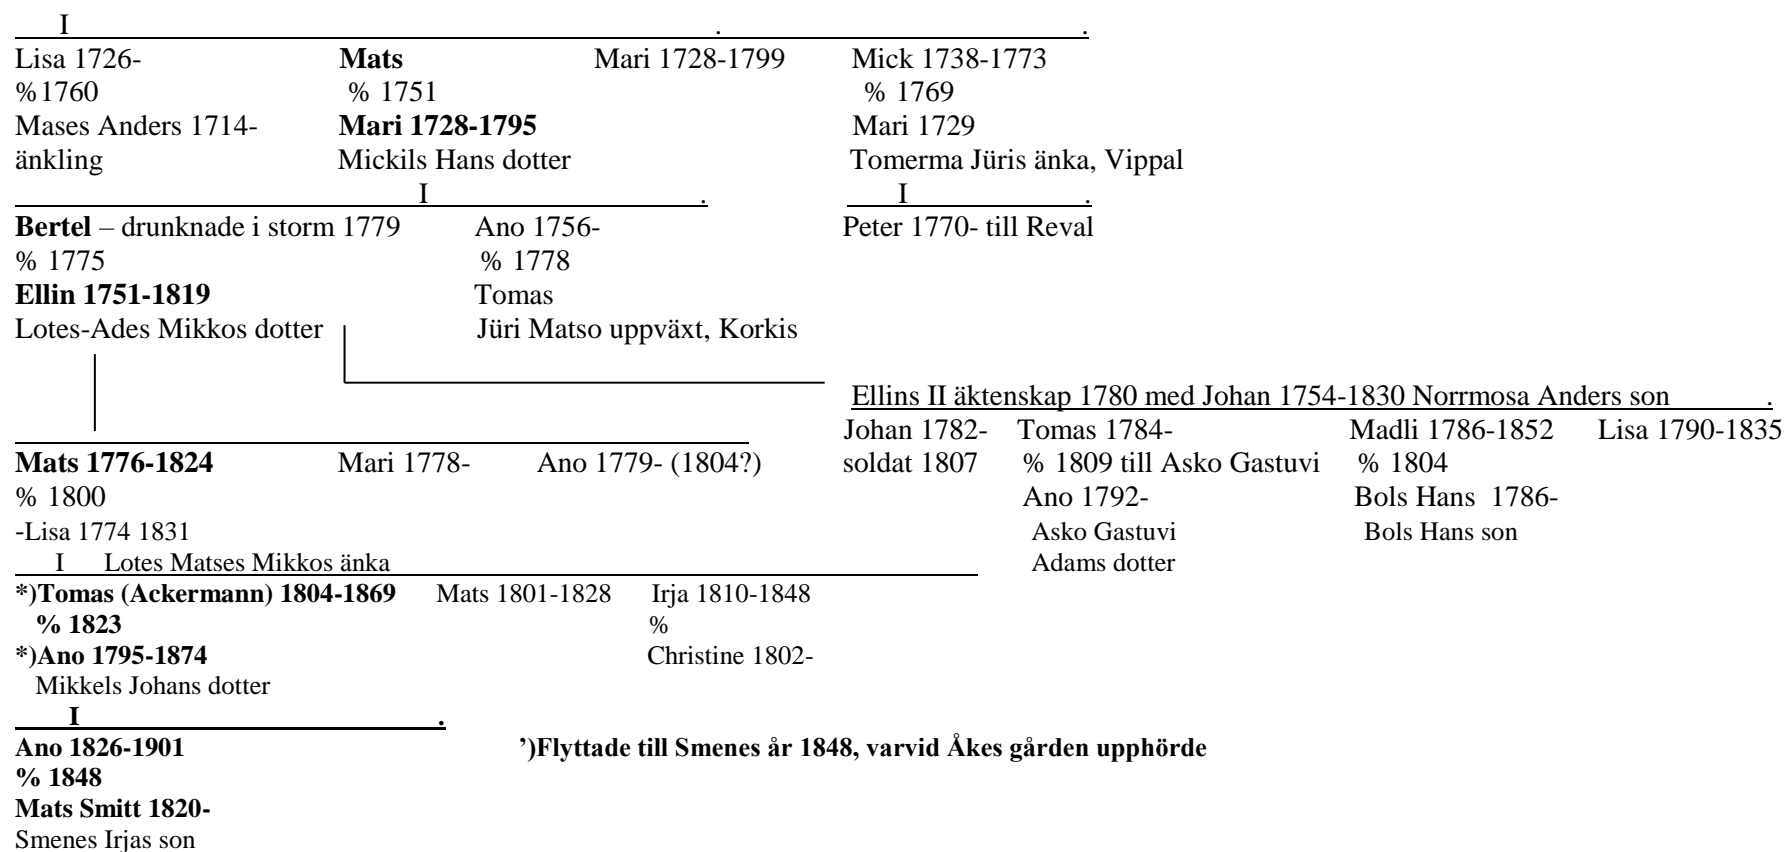 I . .
Lisa 1726- Mats Mari 1728-1799 Mick 1738-1773
%1760 % 1751 % 1769
Mases Anders 1714- Mari 1728-1795 Mari 1729
änkling Mickils Hans dotter Tomerma Jüris änka, Vippal
I . I .
Bertel – drunknade i storm 1779 Ano 1756- Peter 1770- till Reval
% 1775 % 1778
Ellin 1751-1819 Tomas
Lotes-Ades Mikkos dotter Jüri Matso uppväxt, Korkis
Ellins II äktenskap 1780 med Johan 1754-1830 Norrmosa Anders son .
Johan 1782- Tomas 1784- Madli 1786-1852 Lisa 1790-1835
Mats 1776-1824 Mari 1778- Ano 1779- (1804?) soldat 1807 % 1809 till Asko Gastuvi % 1804
% 1800 Ano 1792- Bols Hans 1786-
-Lisa 1774 1831 Asko Gastuvi Bols Hans son
I Lotes Matses Mikkos änka Adams dotter
*)Tomas (Ackermann) 1804-1869 Mats 1801-1828 Irja 1810-1848
% 1823 %
*)Ano 1795-1874 Christine 1802-
Mikkels Johans dotter
I .
Ano 1826-1901 ’)Flyttade till Smenes år 1848, varvid Åkes gården upphörde
% 1848
Mats Smitt 1820-
Smenes Irjas son